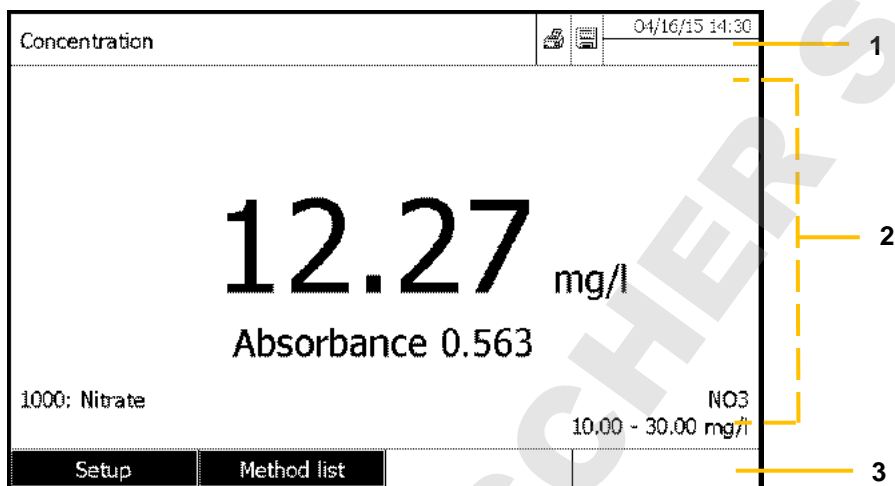 Concentration
04/16/15 14:30
1
2
12.27 mg/l
Absorbance 0.563
1000: Nitrate
NO3
10.00 - 30.00 mg/l
Setup
Method list
3